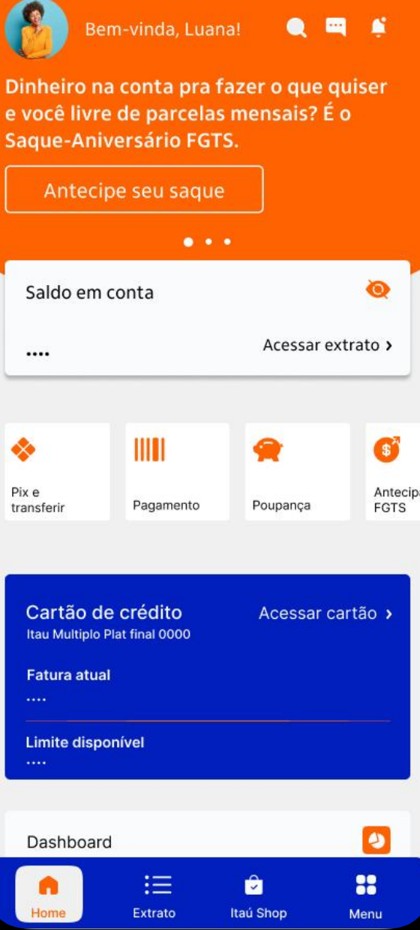 Bem-vinda, Luana!
Dinheiro na conta pra fazer o que quiser
e você livre de parcelas mensais? É o
Saque-Aniversário FGTS.
Antecipe seu saque
Saldo em conta
....
Acessar extrato ›
Pix e
transferir
Pagamento
Poupança
Antecip
FGTS
Cartão de crédito
Acessar cartão ›
Itau Multiplo Plat final 0000
Fatura atual
....
Limite disponível
....
Dashboard
Home
Extrato
Itaú Shop
Menu